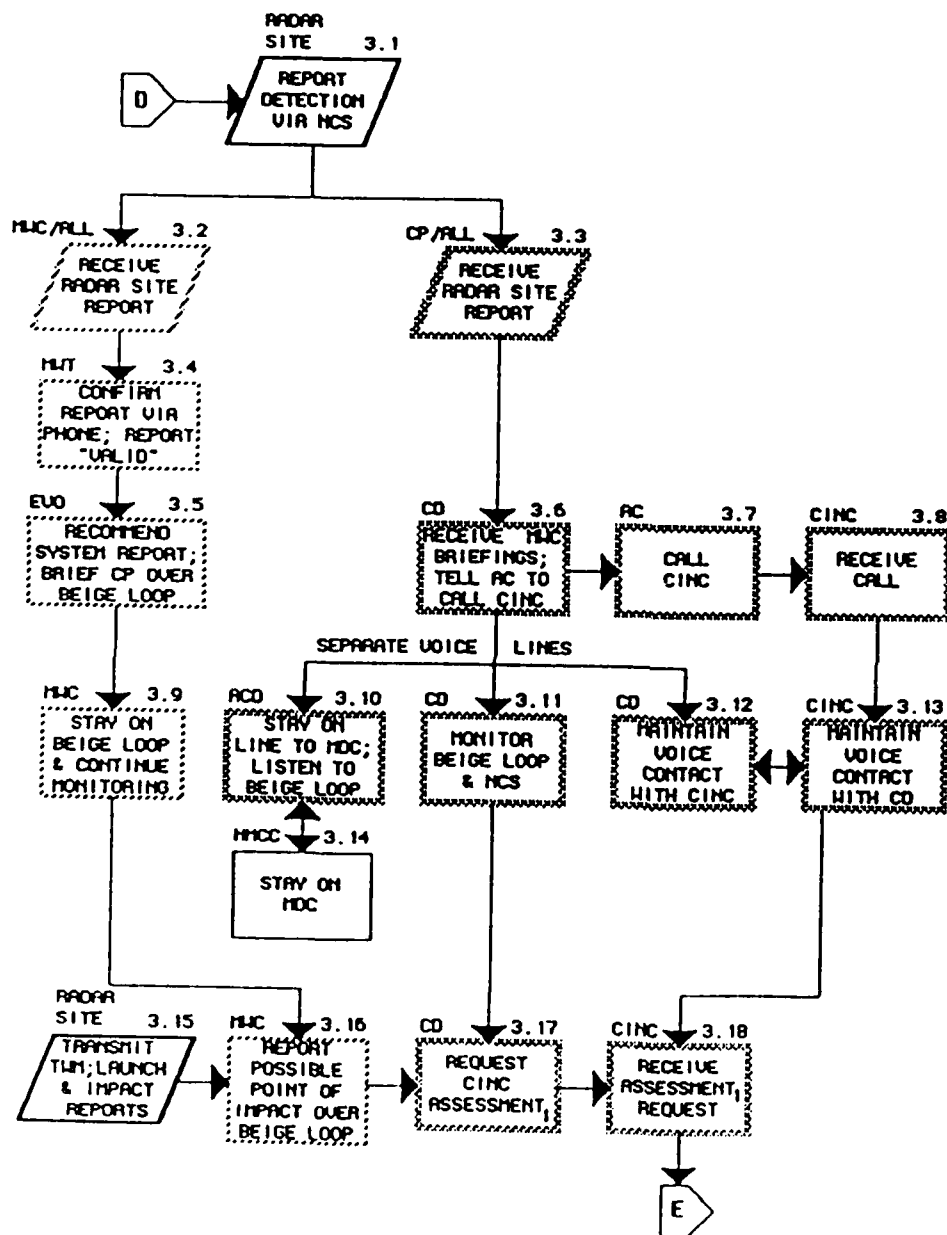 RADAR
SITE 3.1
D
REPORT
DETECTION
VIA NCS
MWC/ALL 3.2
RECEIVE
RADAR SITE
REPORT
CP/ALL 3.3
RECEIVE
RADAR SITE
REPORT
MWT 3.4
CONFIRM
REPORT VIA
PHONE; REPORT
"VALID"
EVO 3.5
RECOMMEND
SYSTEM REPORT;
BRIEF CP OVER
BEIGE LOOP
CD 3.6
RECEIVE MWC
BRIEFINGS;
TELL AC TO
CALL CINC
AC 3.7
CALL
CINC
CINC 3.8
RECEIVE
CALL
SEPARATE VOICE LINES
MWC 3.9
STAY ON
BEIGE LOOP
& CONTINUE
MONITORING
ACD 3.10
STAY ON
LINE TO MDC;
LISTEN TO
BEIGE LOOP
CD 3.11
MONITOR
BEIGE LOOP
& NCS
CD 3.12
MAINTAIN
VOICE
CONTACT
WITH CINC
CINC 3.13
MAINTAIN
VOICE
CONTACT
WITH CD
NMCC 3.14
STAY ON
MDC
RADAR
SITE 3.15
TRANSMIT
TWM; LAUNCH
& IMPACT
REPORTS
MWC 3.16
REPORT
POSSIBLE
POINT OF
IMPACT OVER
BEIGE LOOP
CD 3.17
REQUEST
CINC
ASSESSMENT1
CINC 3.18
RECEIVE
ASSESSMENT1
REQUEST
E